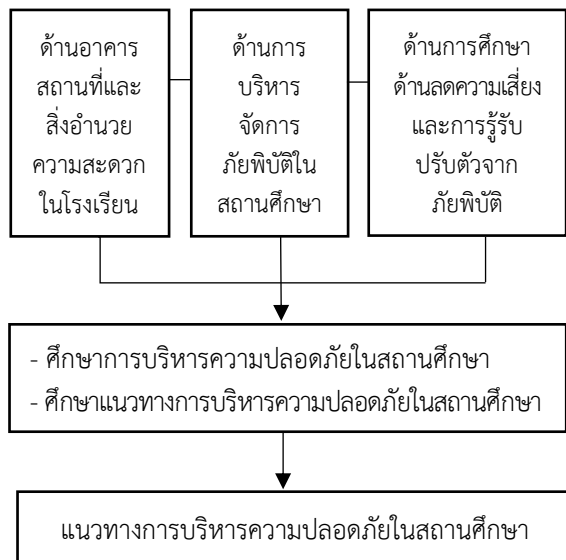 ด้านอาคาร
สถานที่และ
สิ่งอำนวย
ความสะดวก
ในโรงเรียน
ด้านการ
บริหาร
จัดการ
ภัยพิบัติใน
สถานศึกษา
ด้านการศึกษา
ด้านลดความเสี่ยง
และการรู้รับ
ปรับตัวจาก
ภัยพิบัติ
- ศึกษาการบริหารความปลอดภัยในสถานศึกษา
- ศึกษาแนวทางการบริหารความปลอดภัยในสถานศึกษา
แนวทางการบริหารความปลอดภัยในสถานศึกษา